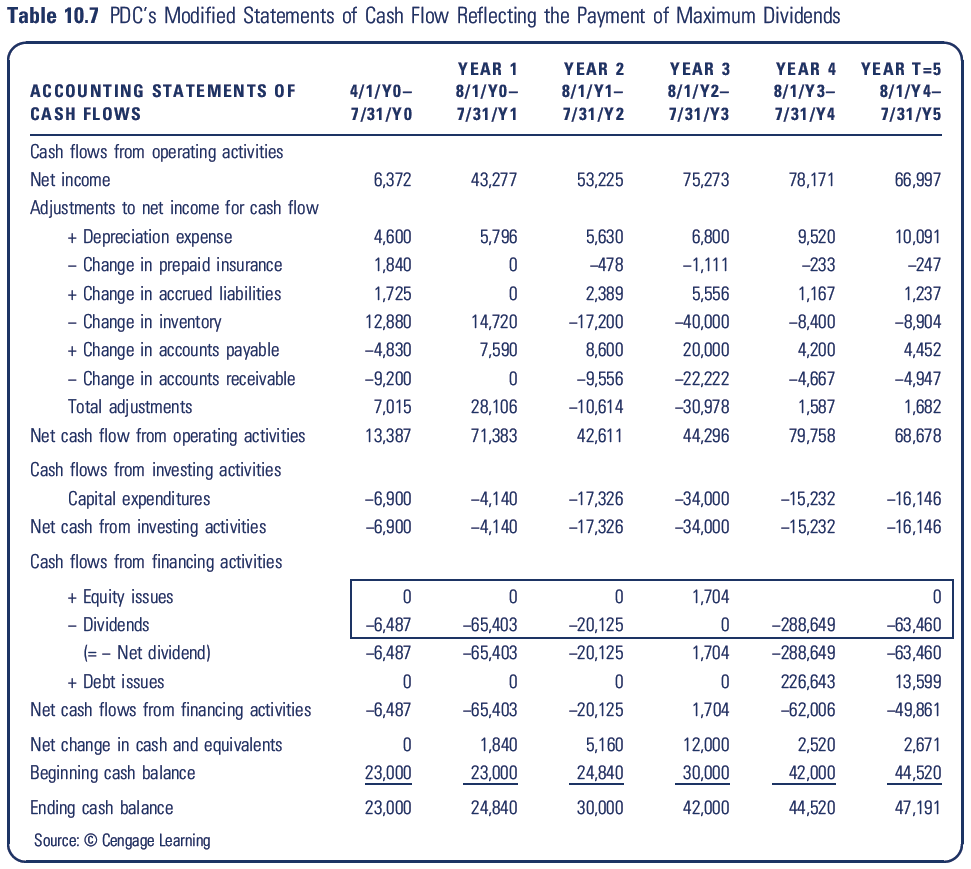 Table 10.7 PDC's Modified Statements of Cash Flow Reflecting the Payment of Maximum Dividends
YEAR 1 YEAR 2 YEAR 3 YEAR 4 YEAR T=5
ACCOUNTING STATEMENTS OF 4/1/Y0– 8/1/Y0– 8/1/Y1– 8/1/Y2– 8/1/Y3– 8/1/Y4–
CASH FLOWS 7/31/Y0 7/31/Y1 7/31/Y2 7/31/Y3 7/31/Y4 7/31/Y5
Cash flows from operating activities
Net income 6,372 43,277 53,225 75,273 78,171 66,997
Adjustments to net income for cash flow
+ Depreciation expense 4,600 5,796 5,630 6,800 9,520 10,091
– Change in prepaid insurance 1,840 0 –478 –1,111 –233 –247
+ Change in accrued liabilities 1,725 0 2,389 5,556 1,167 1,237
– Change in inventory 12,880 14,720 –17,200 –40,000 –8,400 –8,904
+ Change in accounts payable –4,830 7,590 8,600 20,000 4,200 4,452
– Change in accounts receivable –9,200 0 –9,556 –22,222 –4,667 –4,947
Total adjustments 7,015 28,106 –10,614 –30,978 1,587 1,682
Net cash flow from operating activities 13,387 71,383 42,611 44,296 79,758 68,678
Cash flows from investing activities
Capital expenditures –6,900 –4,140 –17,326 –34,000 –15,232 –16,146
Net cash from investing activities –6,900 –4,140 –17,326 –34,000 –15,232 –16,146
Cash flows from financing activities
+ Equity issues 0 0 0 1,704 0
– Dividends –6,487 –65,403 –20,125 0 –288,649 –63,460
(= – Net dividend) –6,487 –65,403 –20,125 1,704 –288,649 –63,460
+ Debt issues 0 0 0 0 226,643 13,599
Net cash flows from financing activities –6,487 –65,403 –20,125 1,704 –62,006 –49,861
Net change in cash and equivalents 0 1,840 5,160 12,000 2,520 2,671
Beginning cash balance 23,000 23,000 24,840 30,000 42,000 44,520
Ending cash balance 23,000 24,840 30,000 42,000 44,520 47,191
Source: © Cengage Learning